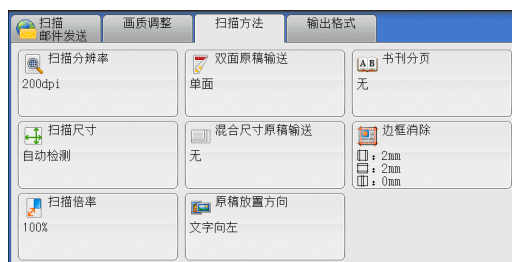 扫描
邮件发送
画质调整
扫描方法
输出格式
扫描分辨率
200dpi
双面原稿输送
单面
A B 书刊分页
无
扫描尺寸
自动检测
混合尺寸原稿输送
无
边框消除
：2mm
：2mm
：0mm
扫描倍率
100%
原稿放置方向
文字向左